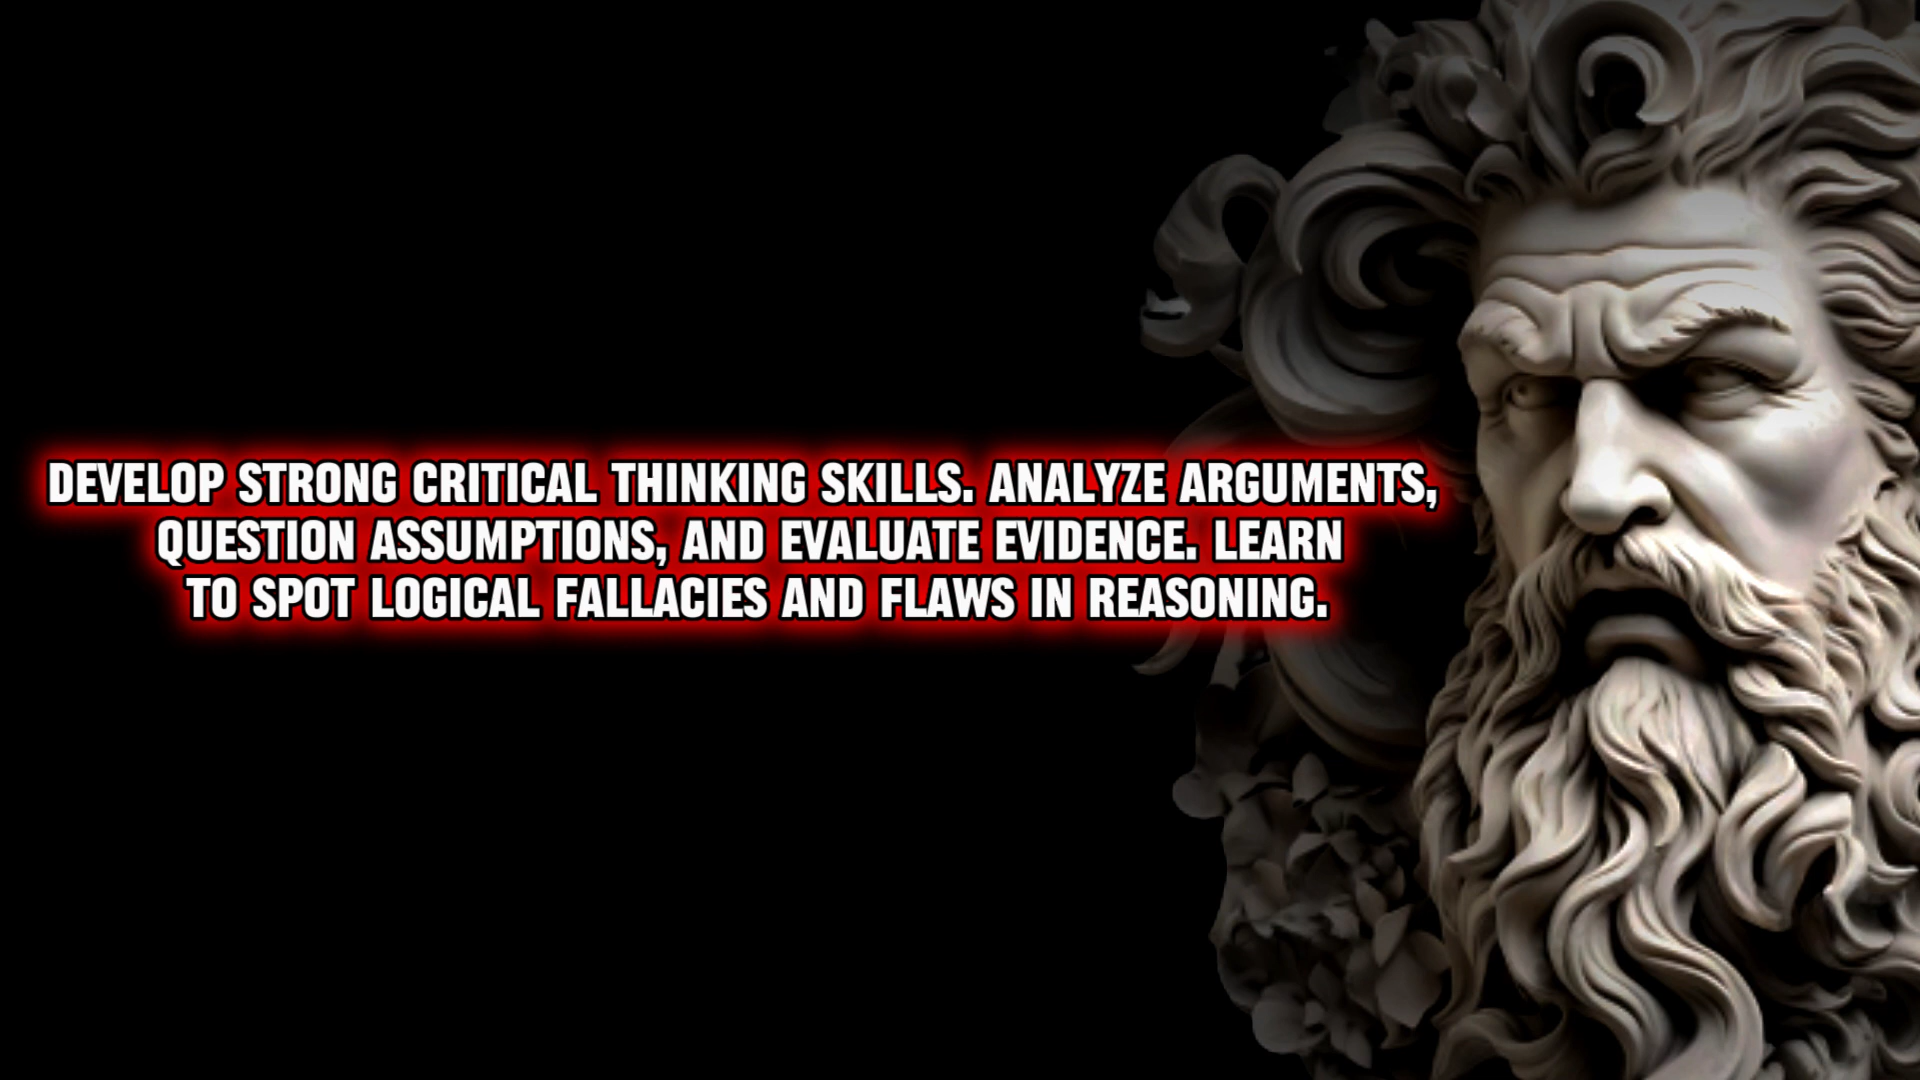 DEVELOP STRONG CRITICAL THINKING SKILLS. ANALYZE ARGUMENTS,
QUESTION ASSUMPTIONS, AND EVALUATE EVIDENCE. LEARN
TO SPOT LOGICAL FALLACIES AND FLAWS IN REASONING.